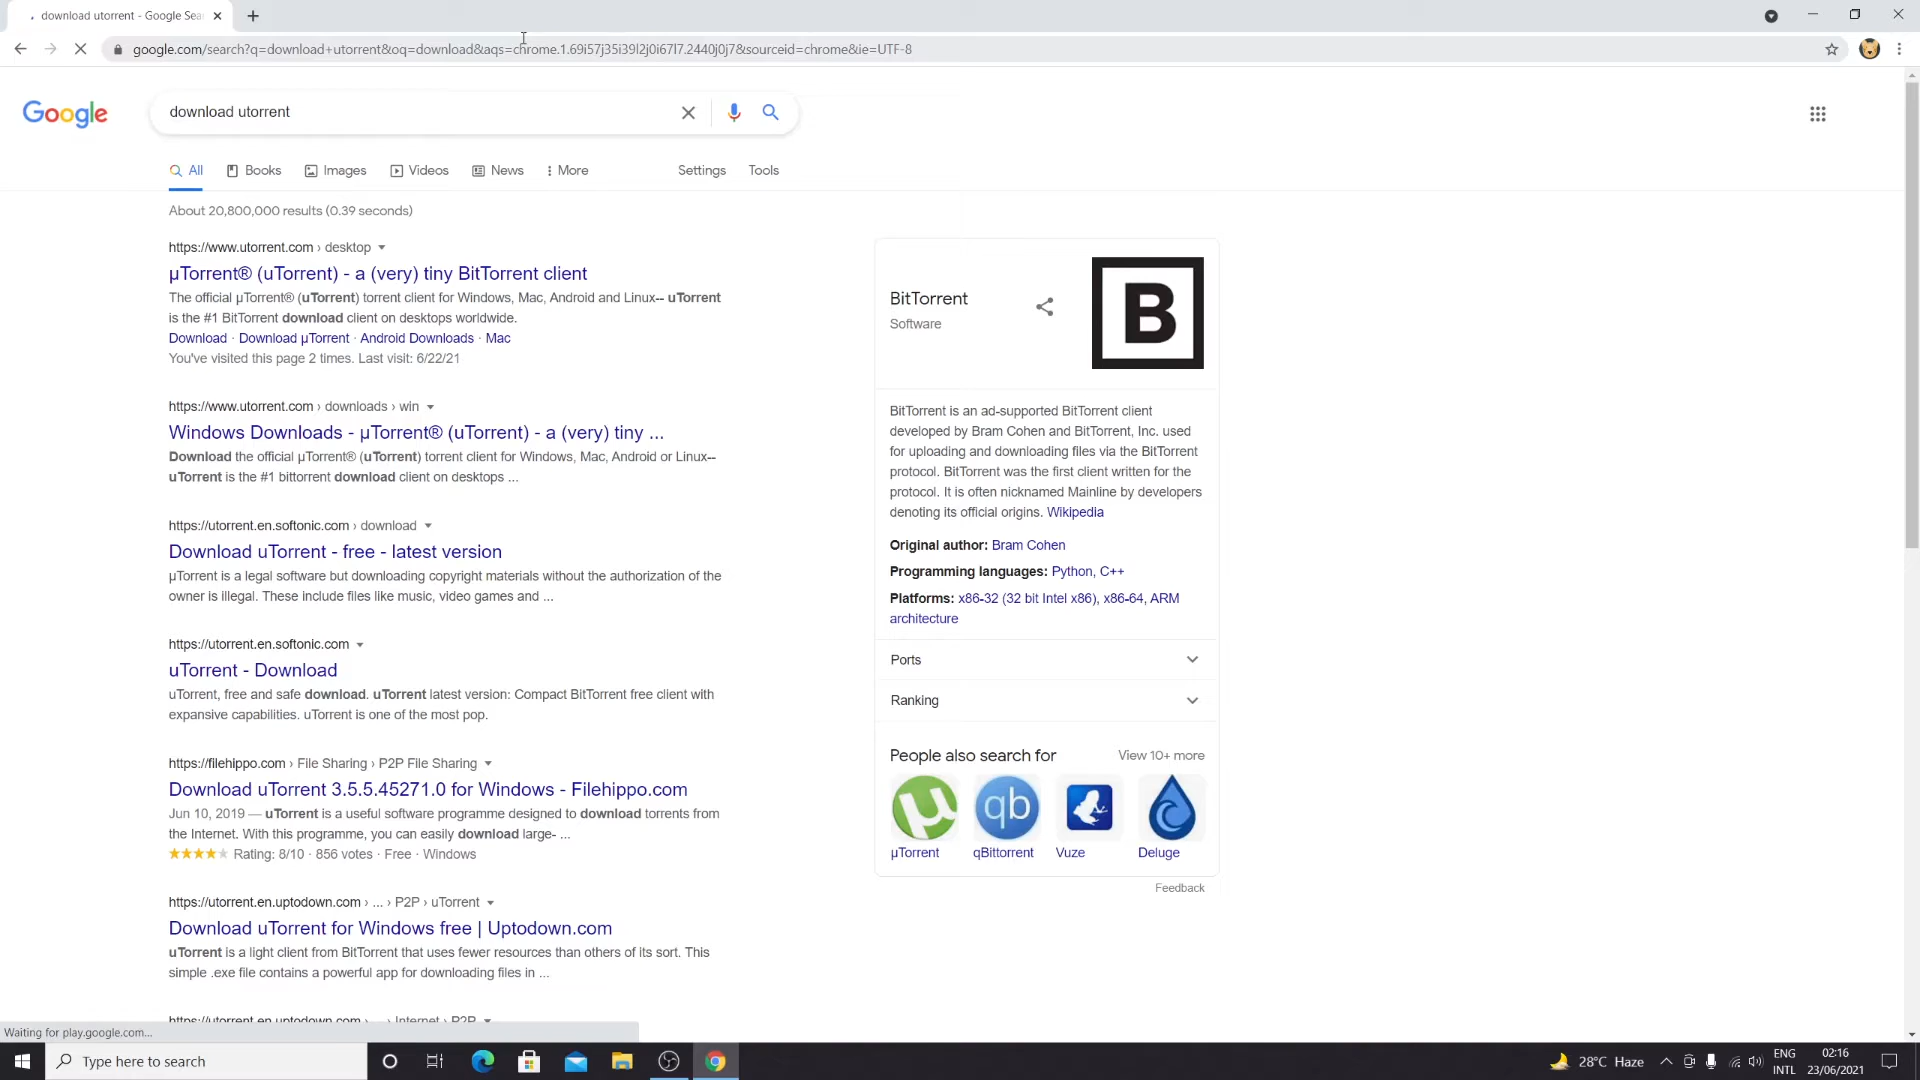 download utorrent - Google Sea
google.com/search?q=download+utorrent&oq=download&aqs=chrome.1.69i57j35i39l2j0i67l7.2440j0j7&sourceid=chrome&ie=UTF-8
Google
download utorrent
All Books Images Videos News More Settings Tools
About 20,800,000 results (0.39 seconds)
https://www.utorrent.com › desktop
µTorrent® (uTorrent) - a (very) tiny BitTorrent client
The official µTorrent® (uTorrent) torrent client for Windows, Mac, Android and Linux-- uTorrent
is the #1 BitTorrent download client on desktops worldwide.
Download · Download µTorrent · Android Downloads · Mac
You've visited this page 2 times. Last visit: 6/22/21
https://www.utorrent.com › downloads › win
Windows Downloads - µTorrent® (uTorrent) - a (very) tiny ...
Download the official µTorrent® (uTorrent) torrent client for Windows, Mac, Android or Linux--
uTorrent is the #1 bittorrent download client on desktops ...
https://utorrent.en.softonic.com › download
Download uTorrent - free - latest version
µTorrent is a legal software but downloading copyright materials without the authorization of the
owner is illegal. These include files like music, video games and ...
https://utorrent.en.softonic.com
uTorrent - Download
uTorrent, free and safe download. uTorrent latest version: Compact BitTorrent free client with
expansive capabilities. uTorrent is one of the most pop.
https://filehippo.com › File Sharing › P2P File Sharing
Download uTorrent 3.5.5.45271.0 for Windows - Filehippo.com
Jun 10, 2019 — uTorrent is a useful software programme designed to download torrents from
the Internet. With this programme, you can easily download large- ...
Rating: 8/10 · 856 votes · Free · Windows
https://utorrent.en.uptodown.com › ... › P2P › uTorrent
Download uTorrent for Windows free | Uptodown.com
uTorrent is a light client from BitTorrent that uses fewer resources than others of its sort. This
simple .exe file contains a powerful app for downloading files in ...
https://utorrent.en.uptodown.com › ... › Internet › P2P
BitTorrent
Software
B
BitTorrent is an ad-supported BitTorrent client
developed by Bram Cohen and BitTorrent, Inc. used
for uploading and downloading files via the BitTorrent
protocol. BitTorrent was the first client written for the
protocol. It is often nicknamed Mainline by developers
denoting its official origins. Wikipedia
Original author: Bram Cohen
Programming languages: Python, C++
Platforms: x86-32 (32 bit Intel x86), x86-64, ARM
architecture
Ports
Ranking
People also search for View 10+ more
µ qb
µTorrent qBittorrent Vuze Deluge
Feedback
Waiting for play.google.com...
Type here to search
28°C Haze
ENG
INTL
02:16
23/06/2021